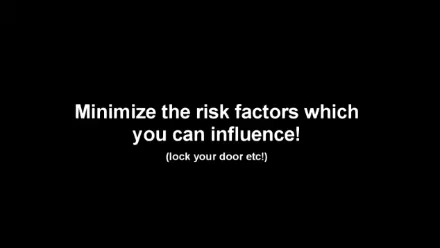 Minimize the risk factors which
you can influence!
(lock your door etc!)